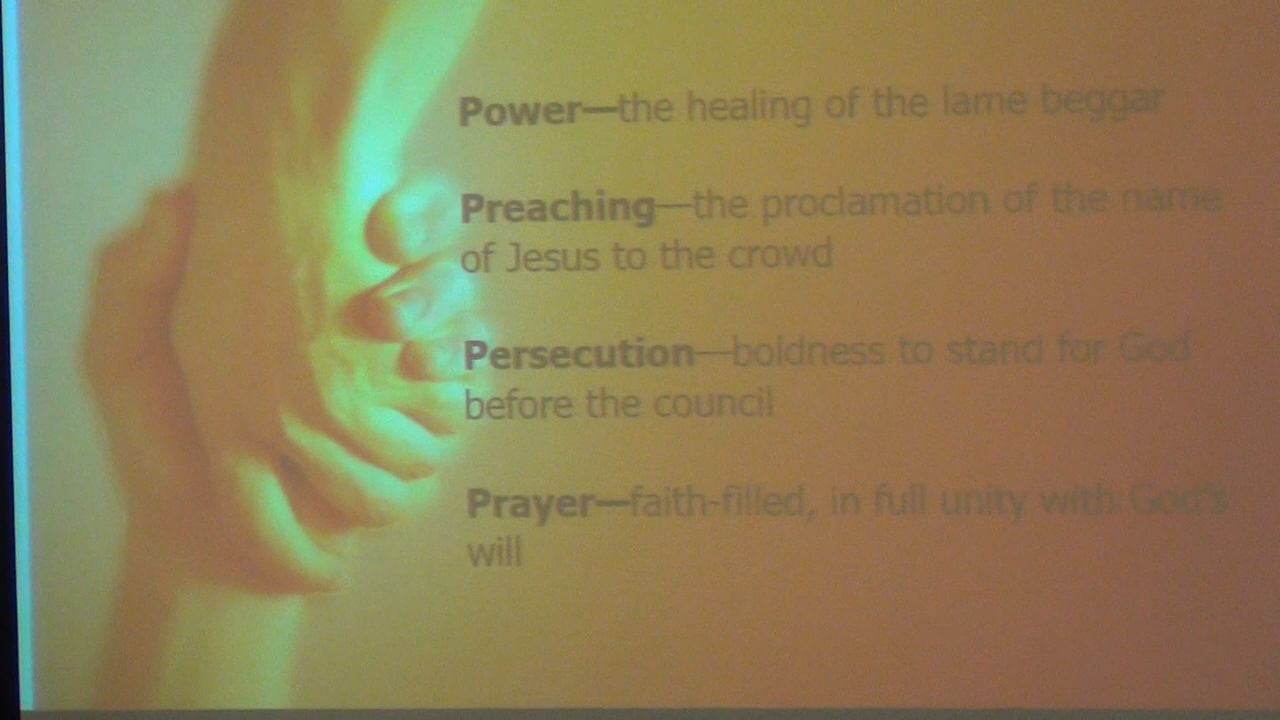 Power—the healing of the lame beggar
Preaching—the proclamation of the name
of Jesus to the crowd
Persecution—boldness to stand for God
before the council
Prayer—faith-filled, in full unity with God's
will